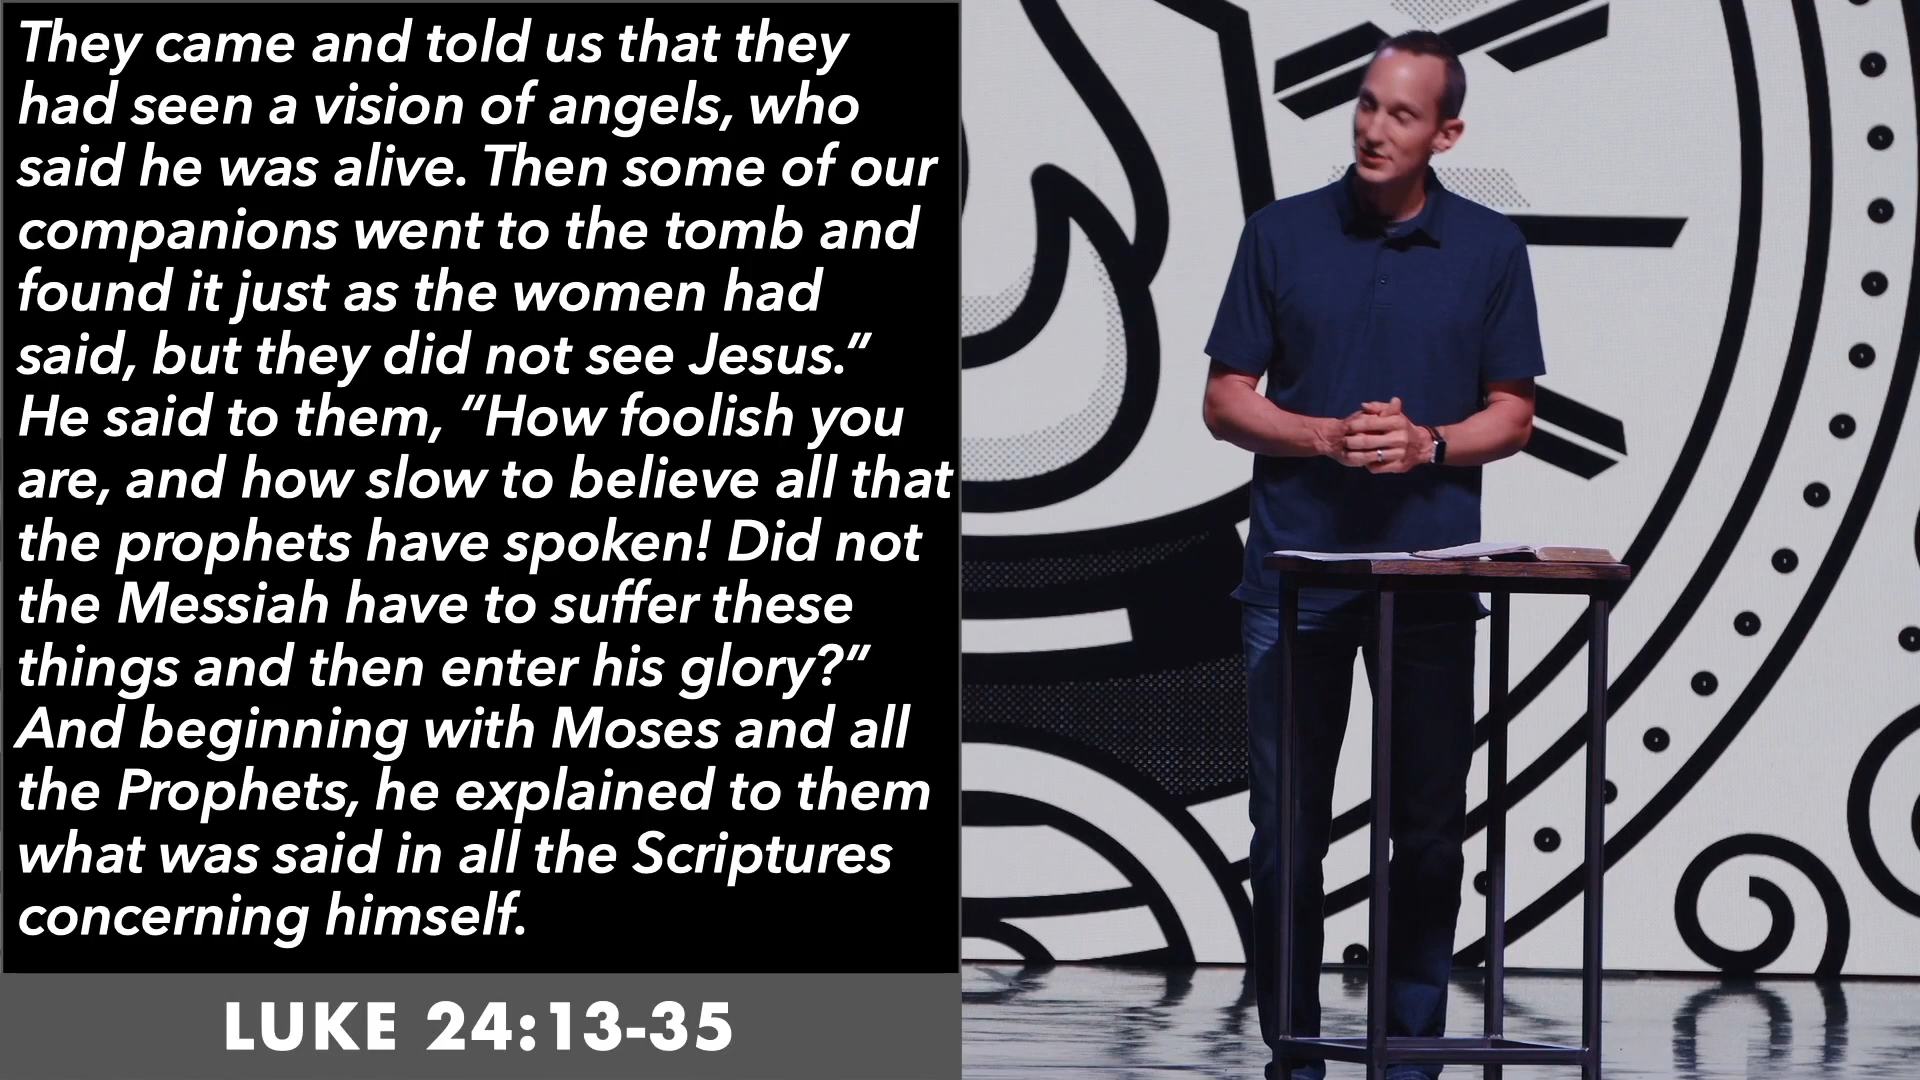 They came and told us that they
had seen a vision of angels, who
said he was alive. Then some of our
companions went to the tomb and
found it just as the women had
said, but they did not see Jesus.”
He said to them, “How foolish you
are, and how slow to believe all that
the prophets have spoken! Did not
the Messiah have to suffer these
things and then enter his glory?”
And beginning with Moses and all
the Prophets, he explained to them
what was said in all the Scriptures
concerning himself.
LUKE 24:13-35